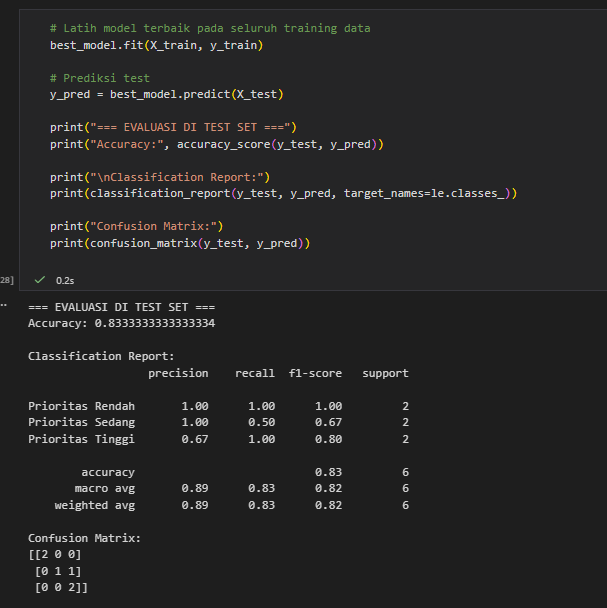 # Latih model terbaik pada seluruh training data
best_model.fit(X_train, y_train)
# Prediksi test
y_pred = best_model.predict(X_test)
print("=== EVALUASI DI TEST SET ===")
print("Accuracy:", accuracy_score(y_test, y_pred))
print("\nClassification Report:")
print(classification_report(y_test, y_pred, target_names=le.classes_))
print("Confusion Matrix:")
print(confusion_matrix(y_test, y_pred))
28] ✓ 0.2s
=== EVALUASI DI TEST SET ===
Accuracy: 0.8333333333333334
Classification Report:
precision recall f1-score support
Prioritas Rendah 1.00 1.00 1.00 2
Prioritas Sedang 1.00 0.50 0.67 2
Prioritas Tinggi 0.67 1.00 0.80 2
accuracy 0.83 6
macro avg 0.89 0.83 0.82 6
weighted avg 0.89 0.83 0.82 6
Confusion Matrix:
[[2 0 0]
[0 1 1]
[0 0 2]]